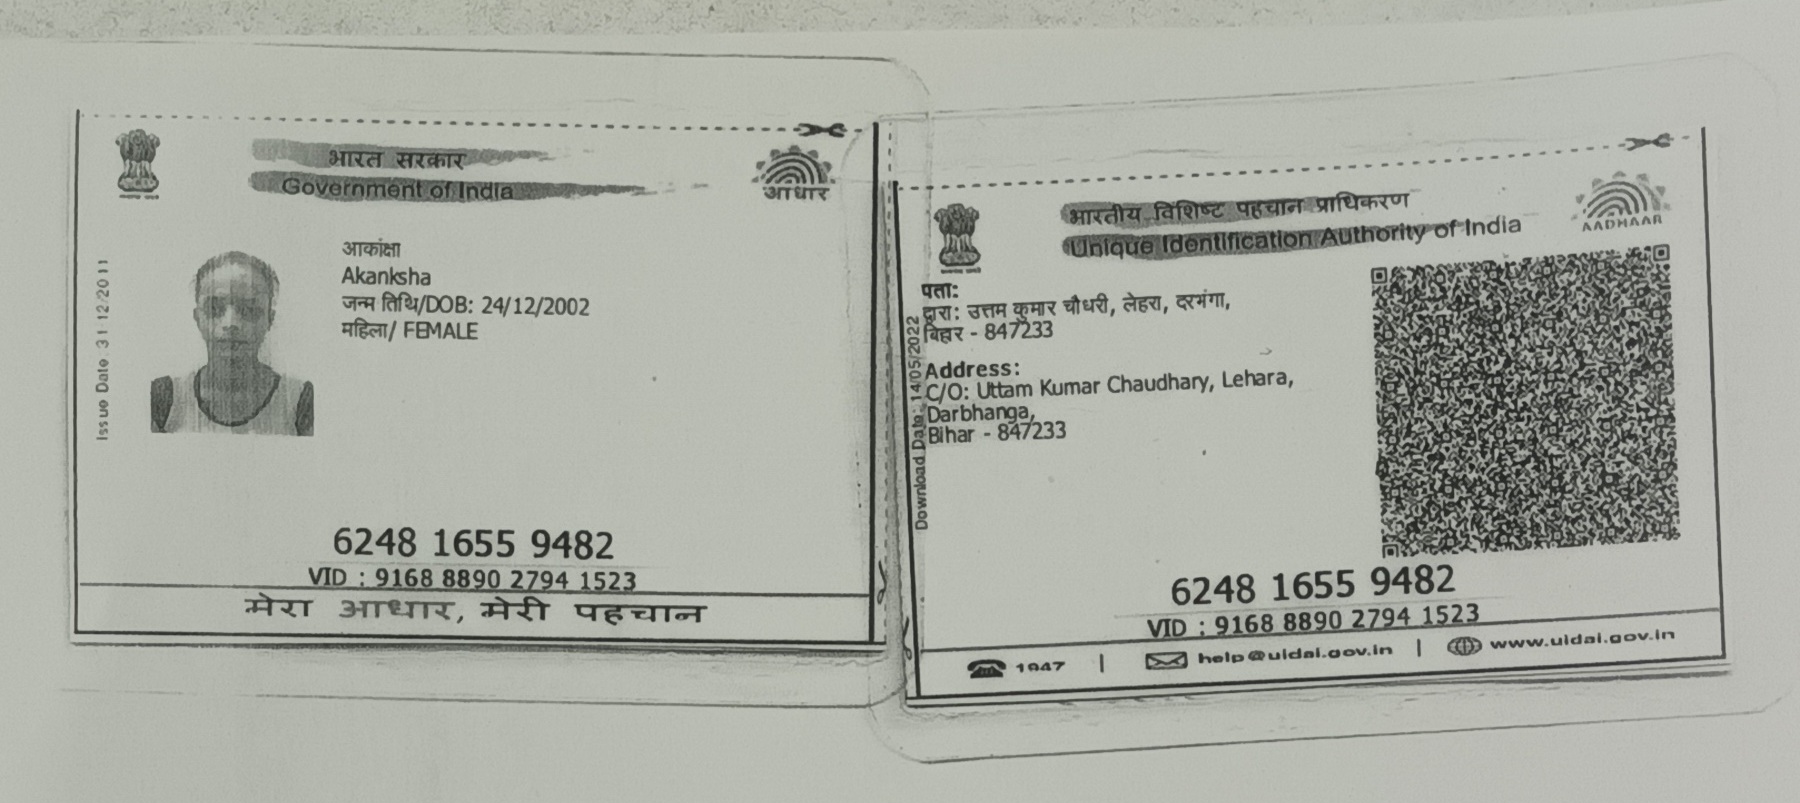 भारत सरकार
Government of India
आधार
Issue Date: 31/12/2011
आकांक्षा
Akanksha
जन्म तिथि/DOB: 24/12/2002
महिला/ FEMALE
6248 1655 9482
VID : 9168 8890 2794 1523
मेरा आधार, मेरी पहचान
भारतीय विशिष्ट पहचान प्राधिकरण
Unique Identification Authority of India
AADHAAR
Download Date: 14/05/2022
पता:
द्वारा: उत्तम कुमार चौधरी, लेहरा, दरभंगा,
बिहार - 847233
Address:
C/O: Uttam Kumar Chaudhary, Lehara,
Darbhanga,
Bihar - 847233
6248 1655 9482
VID : 9168 8890 2794 1523
1947 | help@uidai.gov.in | www.uidai.gov.in